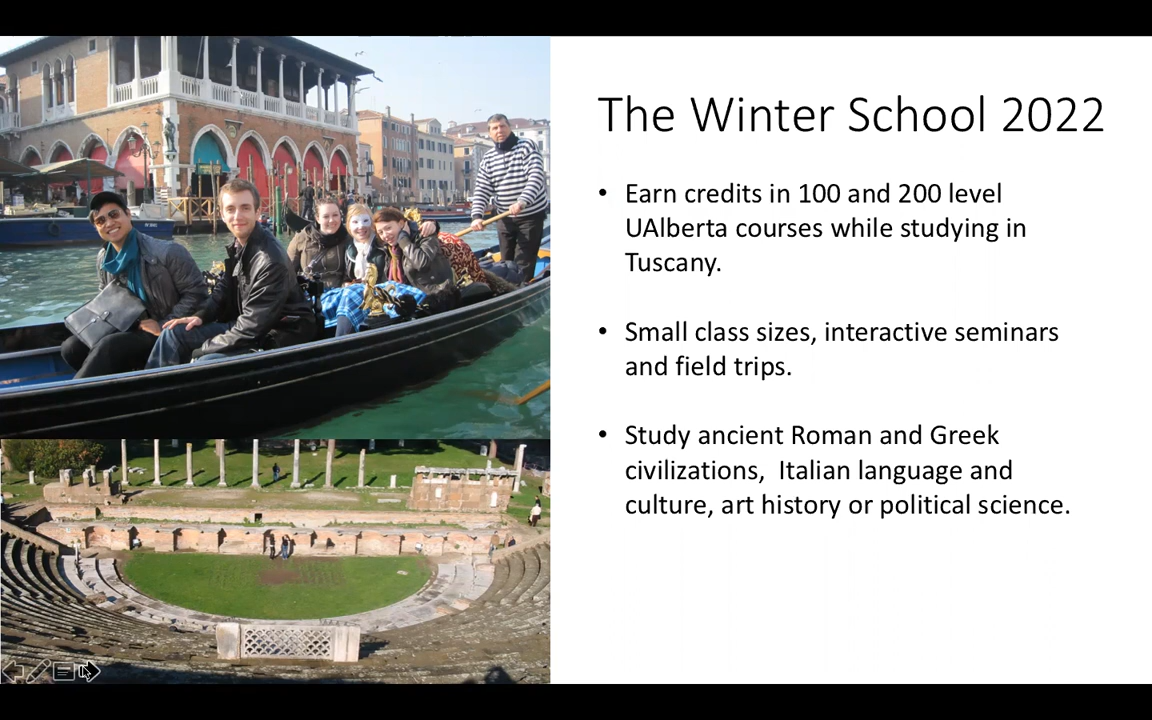 The Winter School 2022
• Earn credits in 100 and 200 level
UAlberta courses while studying in
Tuscany.
• Small class sizes, interactive seminars
and field trips.
• Study ancient Roman and Greek
civilizations,  Italian language and
culture, art history or political science.